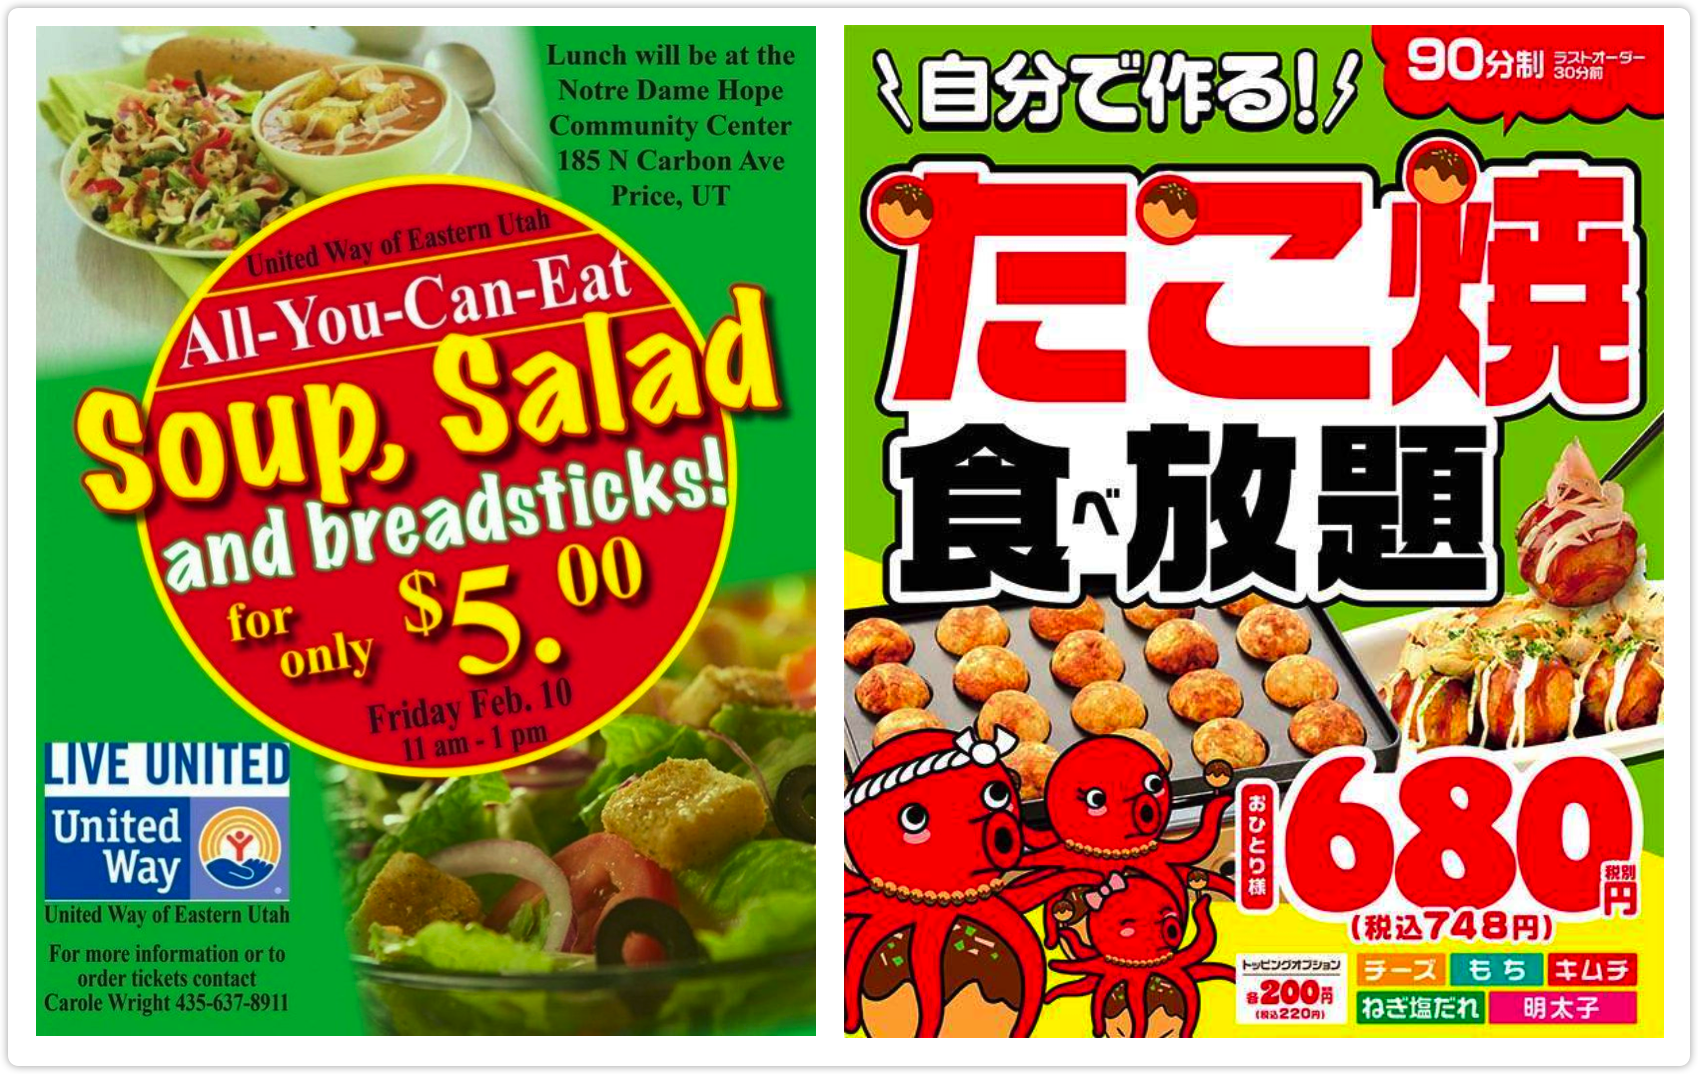 Lunch will be at the
Notre Dame Hope
Community Center
185 N Carbon Ave
Price, UT
United Way of Eastern Utah
All-You-Can-Eat
Soup, Salad
and breadsticks!
for
only
$5.00
Friday Feb. 10
11 am - 1 pm
LIVE UNITED
United
Way
United Way of Eastern Utah
For more information or to
order tickets contact
Carole Wright 435-637-8911
自分で作る!
90分制
ラストオーダー
30分前
たこ焼
食べ放題
おひとり様
680円
税別
(税込748円)
トッピングオプション
各200円
(税込220円)
チーズ
もち
キムチ
ねぎ塩だれ
明太子